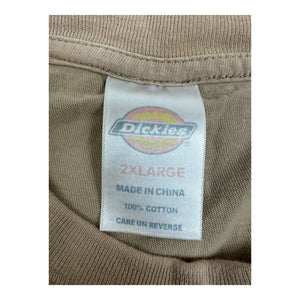 Dickies
2XLARGE
MADE IN CHINA
100% COTTON
CARE ON REVERSE